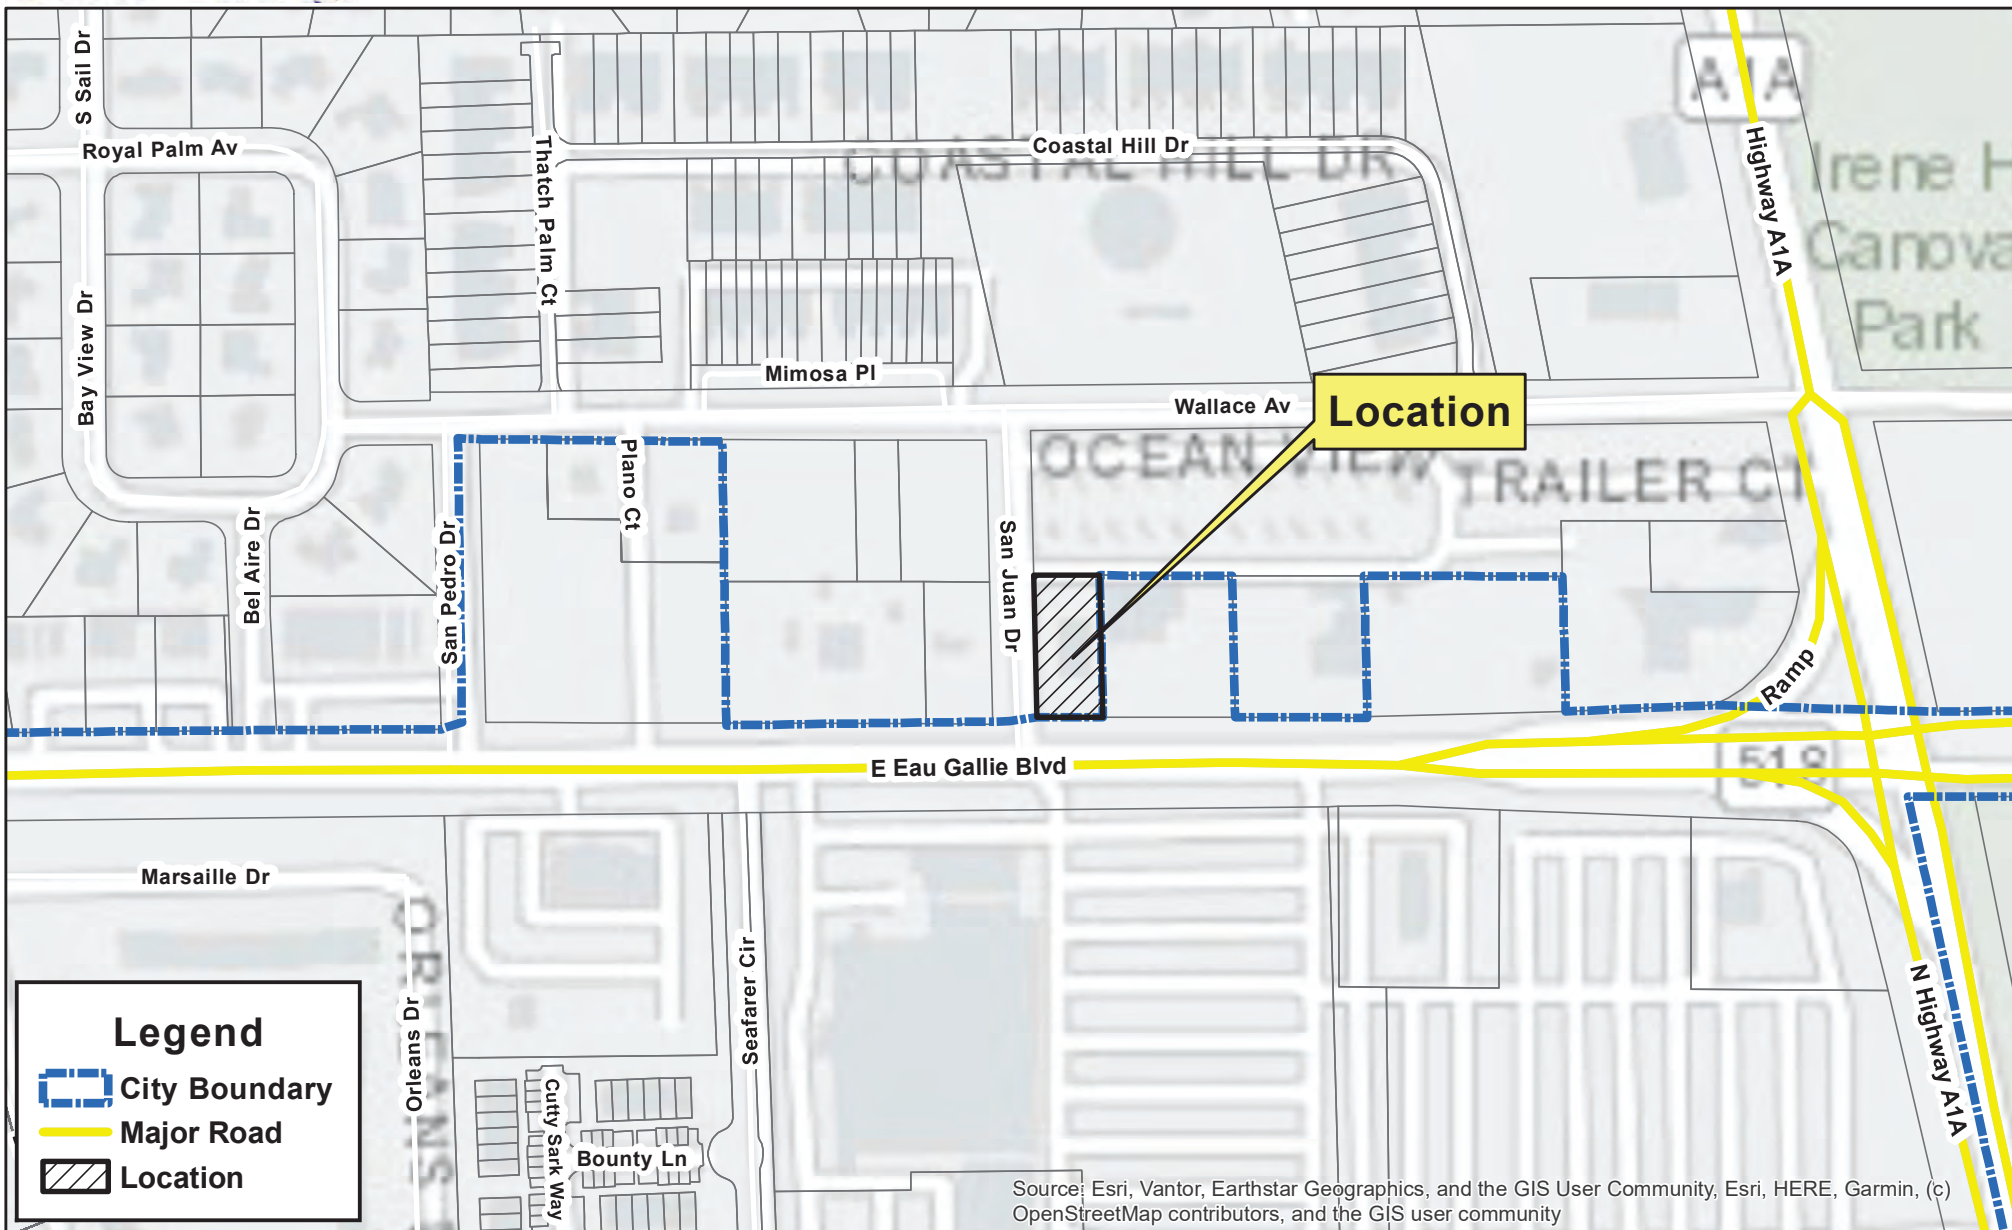 S Sail Dr
Royal Palm Av
Thatch Palm Ct
Coastal Hill Dr
COASTAL HILL DR
A1A
Highway A1A
Irene H
Canova
Park
Bay View Dr
Mimosa Pl
Wallace Av
Location
OCEAN VIEW TRAILER CT
Plano Ct
San Pedro Dr
Bel Aire Dr
San Juan Dr
Ramp
E Eau Gallie Blvd
518
Marsaille Dr
ORLEANS
Orleans Dr
Seafarer Cir
N Highway A1A
Cutty Sark Way
Bounty Ln
Legend
City Boundary
Major Road
Location
Source: Esri, Vantor, Earthstar Geographics, and the GIS User Community, Esri, HERE, Garmin, (c)
OpenStreetMap contributors, and the GIS user community